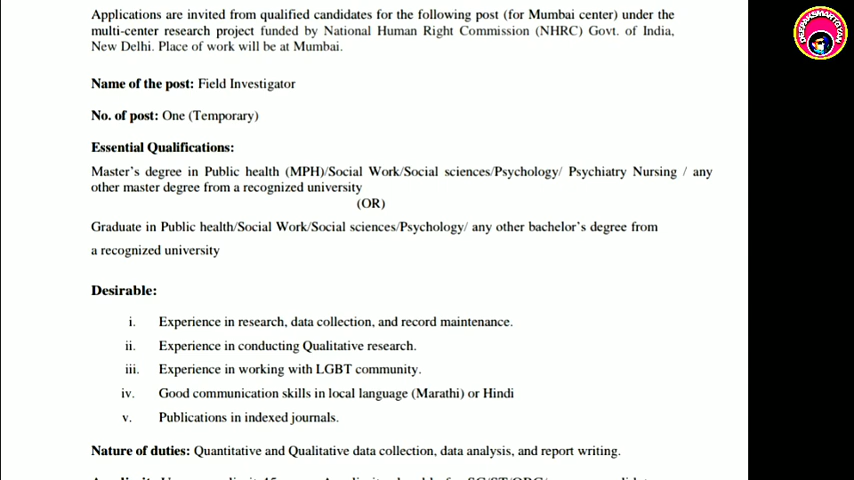 Applications are invited from qualified candidates for the following post (for Mumbai center) under the
multi-center research project funded by National Human Right Commission (NHRC) Govt. of India,
New Delhi. Place of work will be at Mumbai.
Name of the post: Field Investigator
No. of post: One (Temporary)
Essential Qualifications:
Master's degree in Public health (MPH)/Social Work/Social sciences/Psychology/ Psychiatry Nursing / any
other master degree from a recognized university
(OR)
Graduate in Public health/Social Work/Social sciences/Psychology/ any other bachelor's degree from
a recognized university
Desirable:
i. Experience in research, data collection, and record maintenance.
ii. Experience in conducting Qualitative research.
iii. Experience in working with LGBT community.
iv. Good communication skills in local language (Marathi) or Hindi
v. Publications in indexed journals.
Nature of duties: Quantitative and Qualitative data collection, data analysis, and report writing.